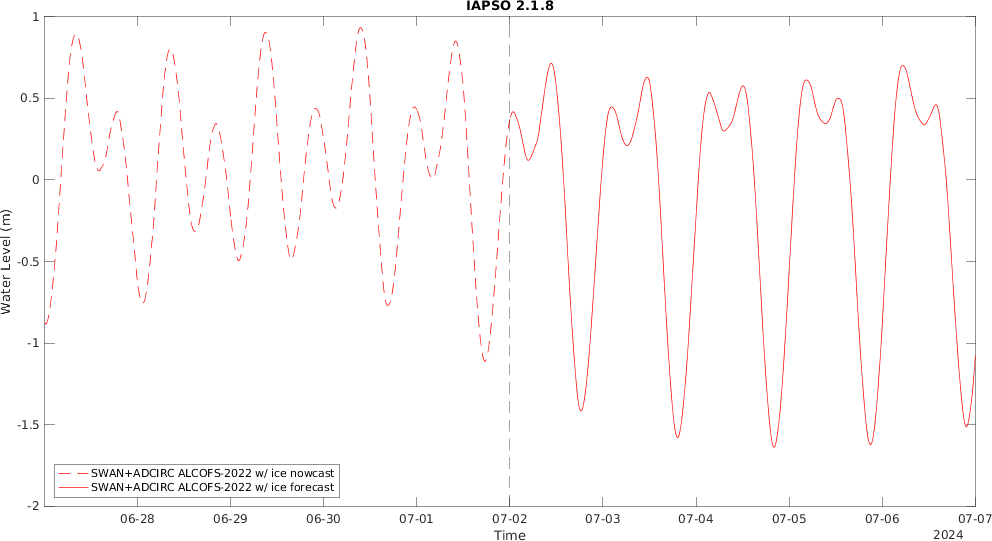 IAPSO 2.1.8
1
0.5
0
-0.5
-1
-1.5
-2
Water Level (m)
SWAN+ADCIRC ALCOFS-2022 w/ ice nowcast
SWAN+ADCIRC ALCOFS-2022 w/ ice forecast
06-28 06-29 06-30 07-01 07-02 07-03 07-04 07-05 07-06 07-07
Time
2024